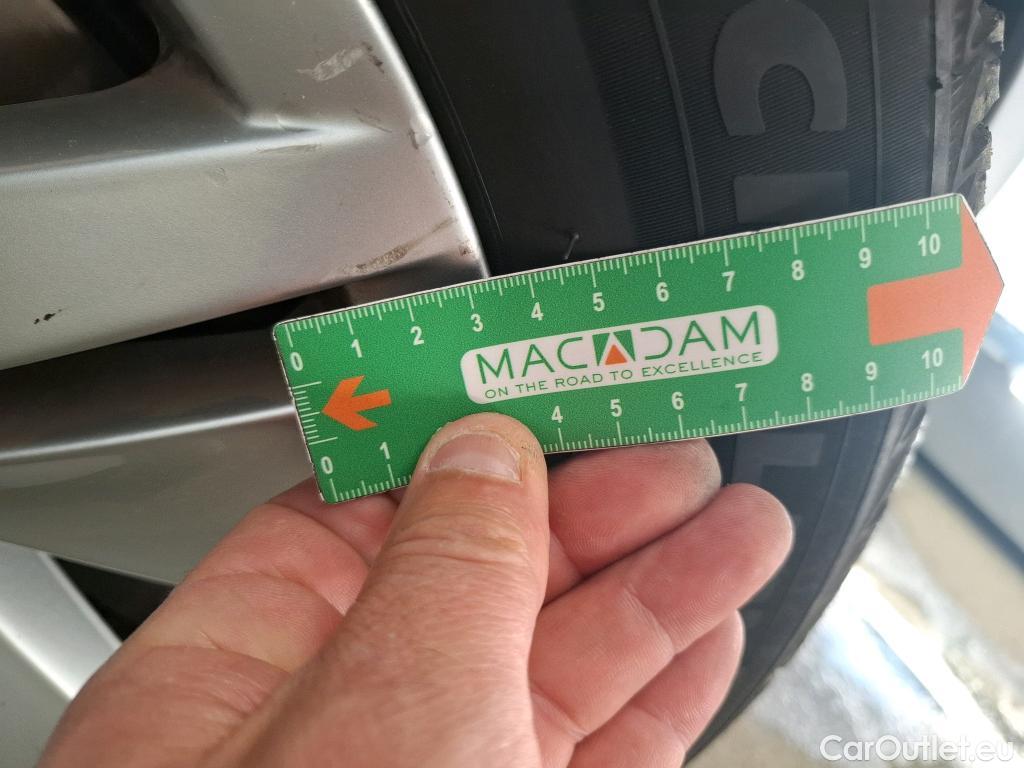 CL
0 1 2 3 4 5 6 7 8 9 10
MACADAM
ON THE ROAD TO EXCELLENCE
0 1 4 5 6 7 8 9 10
CarOutlet.eu